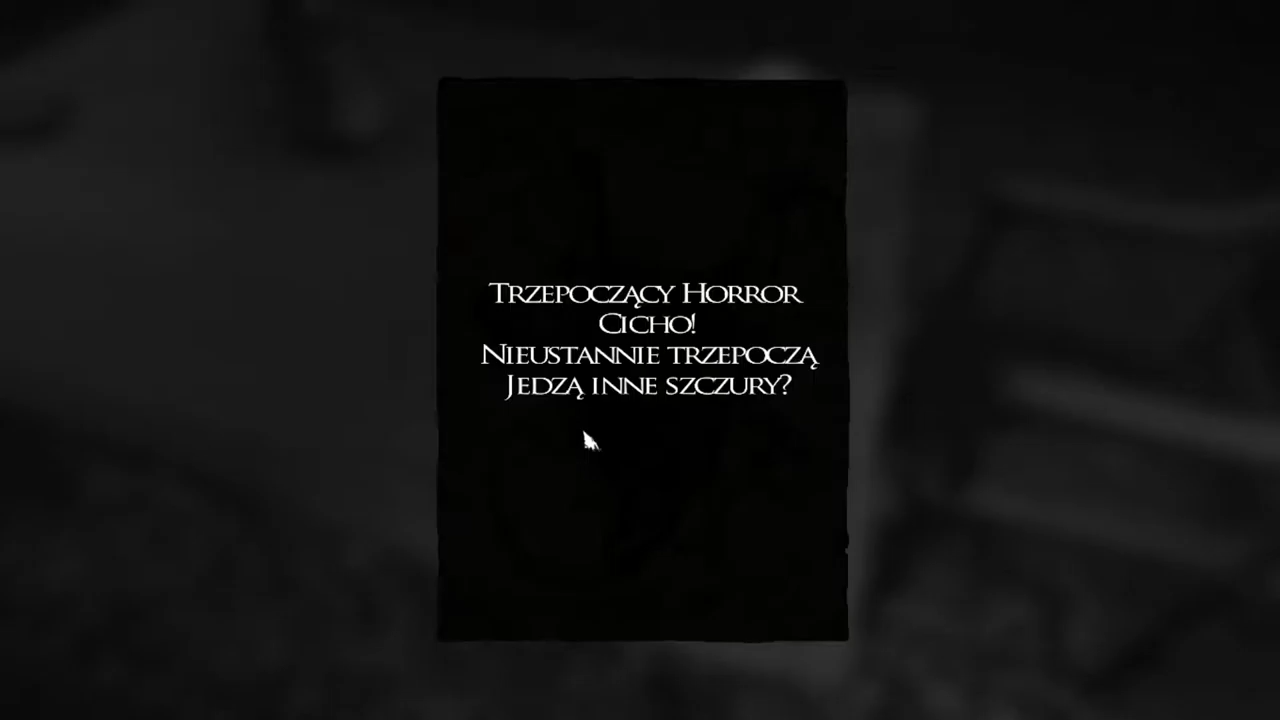 Trzepoczący Horror
Cicho!
Nieustannie trzepoczą
Jedzą inne szczury?